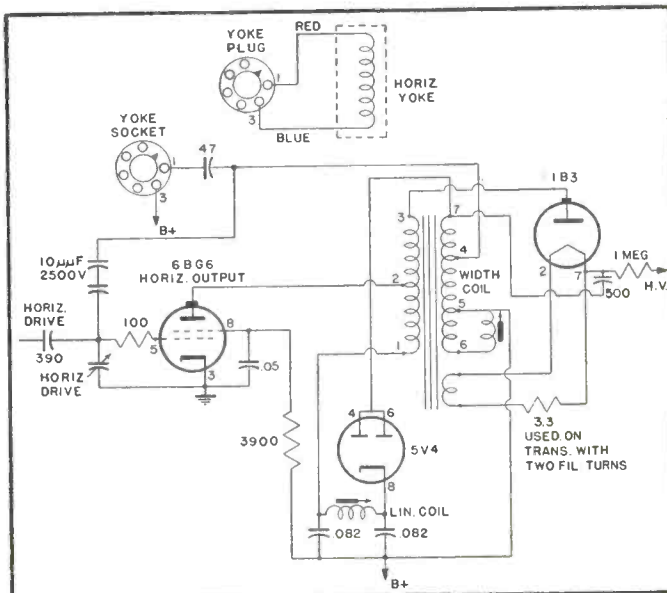 YOKE
PLUG
RED
1
3
BLUE
HORIZ
YOKE
YOKE
SOCKET
1
3
47
B+
10µµF
2500V
6BG6
HORIZ. OUTPUT
HORIZ.
DRIVE
390
HORIZ
DRIVE
100
5
8
3
.05
3900
3
2
1
7
4
WIDTH
COIL
5
6
1B3
2
7
1 MEG
H.V.
500
3.3
USED ON
TRANS. WITH
TWO FIL TURNS
4
6
5V4
8
LIN. COIL
.082
.082
B+